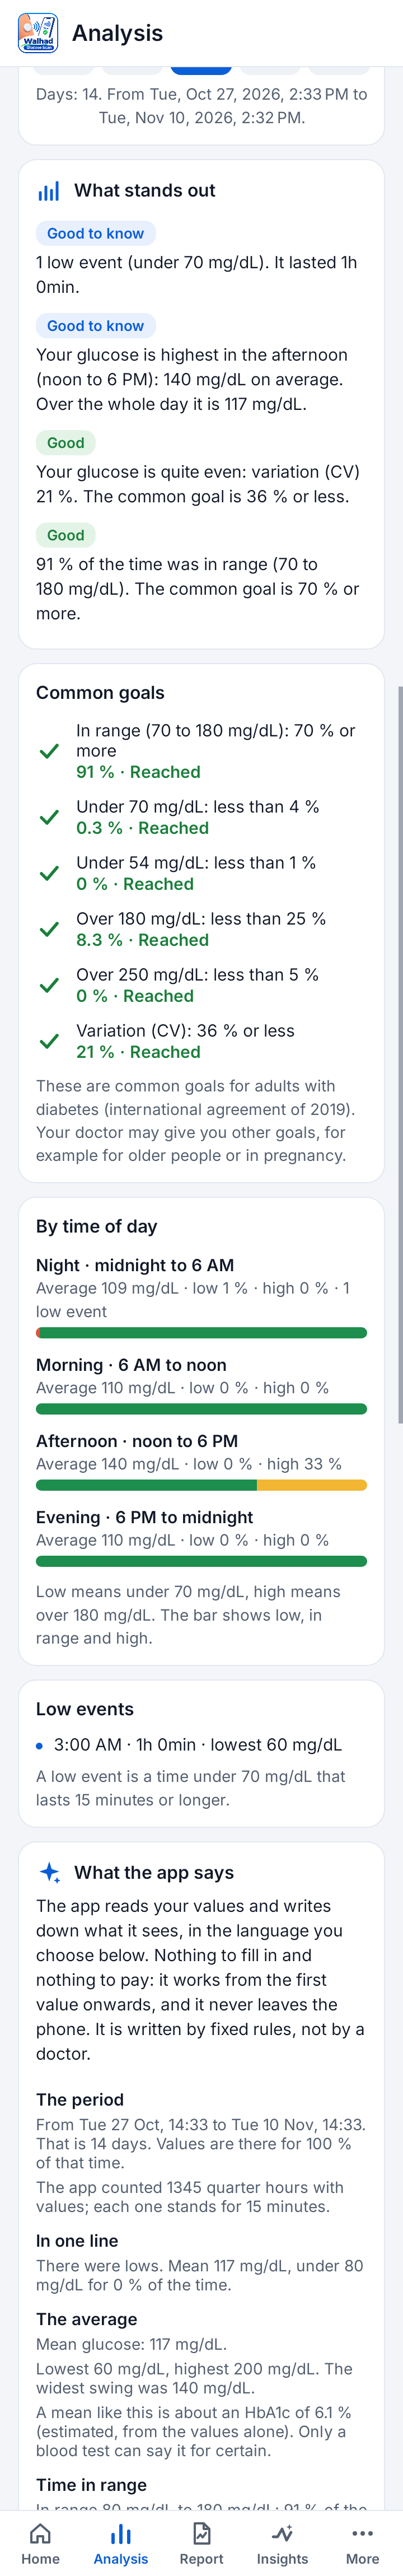 Walhad
Glucose Scan
Analysis
Days: 14. From Tue, Oct 27, 2026, 2:33 PM to
Tue, Nov 10, 2026, 2:32 PM.
What stands out
Good to know
1 low event (under 70 mg/dL). It lasted 1h
0min.
Good to know
Your glucose is highest in the afternoon
(noon to 6 PM): 140 mg/dL on average.
Over the whole day it is 117 mg/dL.
Good
Your glucose is quite even: variation (CV)
21 %. The common goal is 36 % or less.
Good
91 % of the time was in range (70 to
180 mg/dL). The common goal is 70 % or
more.
Common goals
In range (70 to 180 mg/dL): 70 % or
more
91 % · Reached
Under 70 mg/dL: less than 4 %
0.3 % · Reached
Under 54 mg/dL: less than 1 %
0 % · Reached
Over 180 mg/dL: less than 25 %
8.3 % · Reached
Over 250 mg/dL: less than 5 %
0 % · Reached
Variation (CV): 36 % or less
21 % · Reached
These are common goals for adults with
diabetes (international agreement of 2019).
Your doctor may give you other goals, for
example for older people or in pregnancy.
By time of day
Night · midnight to 6 AM
Average 109 mg/dL · low 1 % · high 0 % · 1
low event
Morning · 6 AM to noon
Average 110 mg/dL · low 0 % · high 0 %
Afternoon · noon to 6 PM
Average 140 mg/dL · low 0 % · high 33 %
Evening · 6 PM to midnight
Average 110 mg/dL · low 0 % · high 0 %
Low means under 70 mg/dL, high means
over 180 mg/dL. The bar shows low, in
range and high.
Low events
3:00 AM · 1h 0min · lowest 60 mg/dL
A low event is a time under 70 mg/dL that
lasts 15 minutes or longer.
What the app says
The app reads your values and writes
down what it sees, in the language you
choose below. Nothing to fill in and
nothing to pay: it works from the first
value onwards, and it never leaves the
phone. It is written by fixed rules, not by a
doctor.
The period
From Tue 27 Oct, 14:33 to Tue 10 Nov, 14:33.
That is 14 days. Values are there for 100 %
of that time.
The app counted 1345 quarter hours with
values; each one stands for 15 minutes.
In one line
There were lows. Mean 117 mg/dL, under 80
mg/dL for 0 % of the time.
The average
Mean glucose: 117 mg/dL.
Lowest 60 mg/dL, highest 200 mg/dL. The
widest swing was 140 mg/dL.
A mean like this is about an HbA1c of 6.1 %
(estimated, from the values alone). Only a
blood test can say it for certain.
Time in range
In range 80 mg/dL to 180 mg/dL: 91 % of the
Home
Analysis
Report
Insights
More